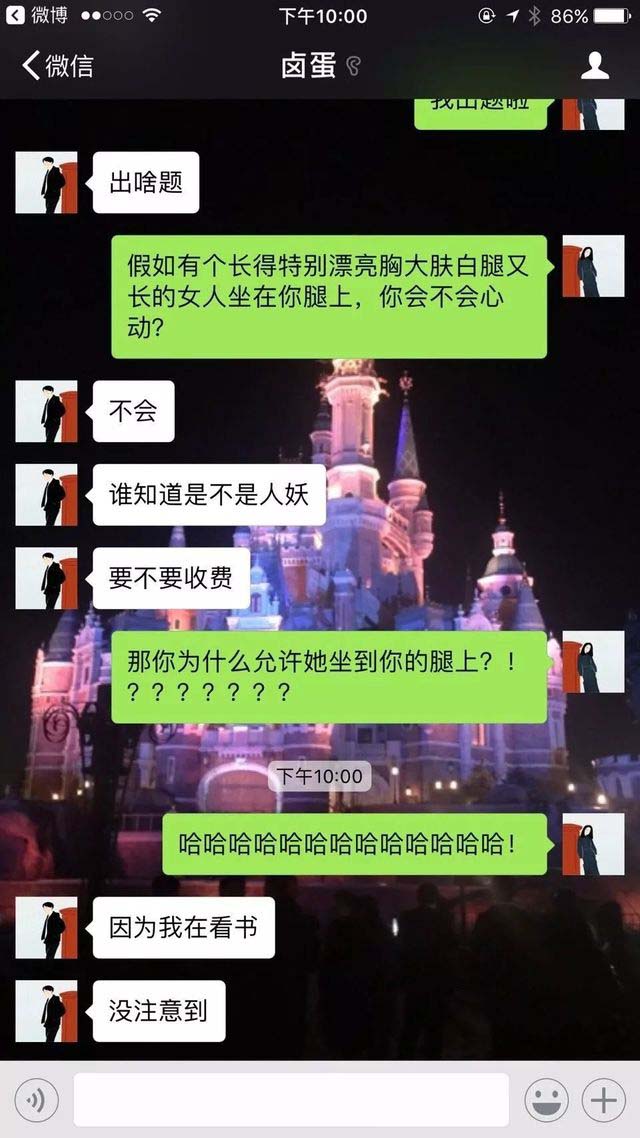 微博
下午10:00
86%
微信
卤蛋
我出题啦
出啥题
假如有个长得特别漂亮胸大肤白腿又
长的女人坐在你腿上，你会不会心
动？
不会
谁知道是不是人妖
要不要收费
那你为什么允许她坐到你的腿上？！
？？？？？？？
下午10:00
哈哈哈哈哈哈哈哈哈哈哈哈哈！
因为我在看书
没注意到